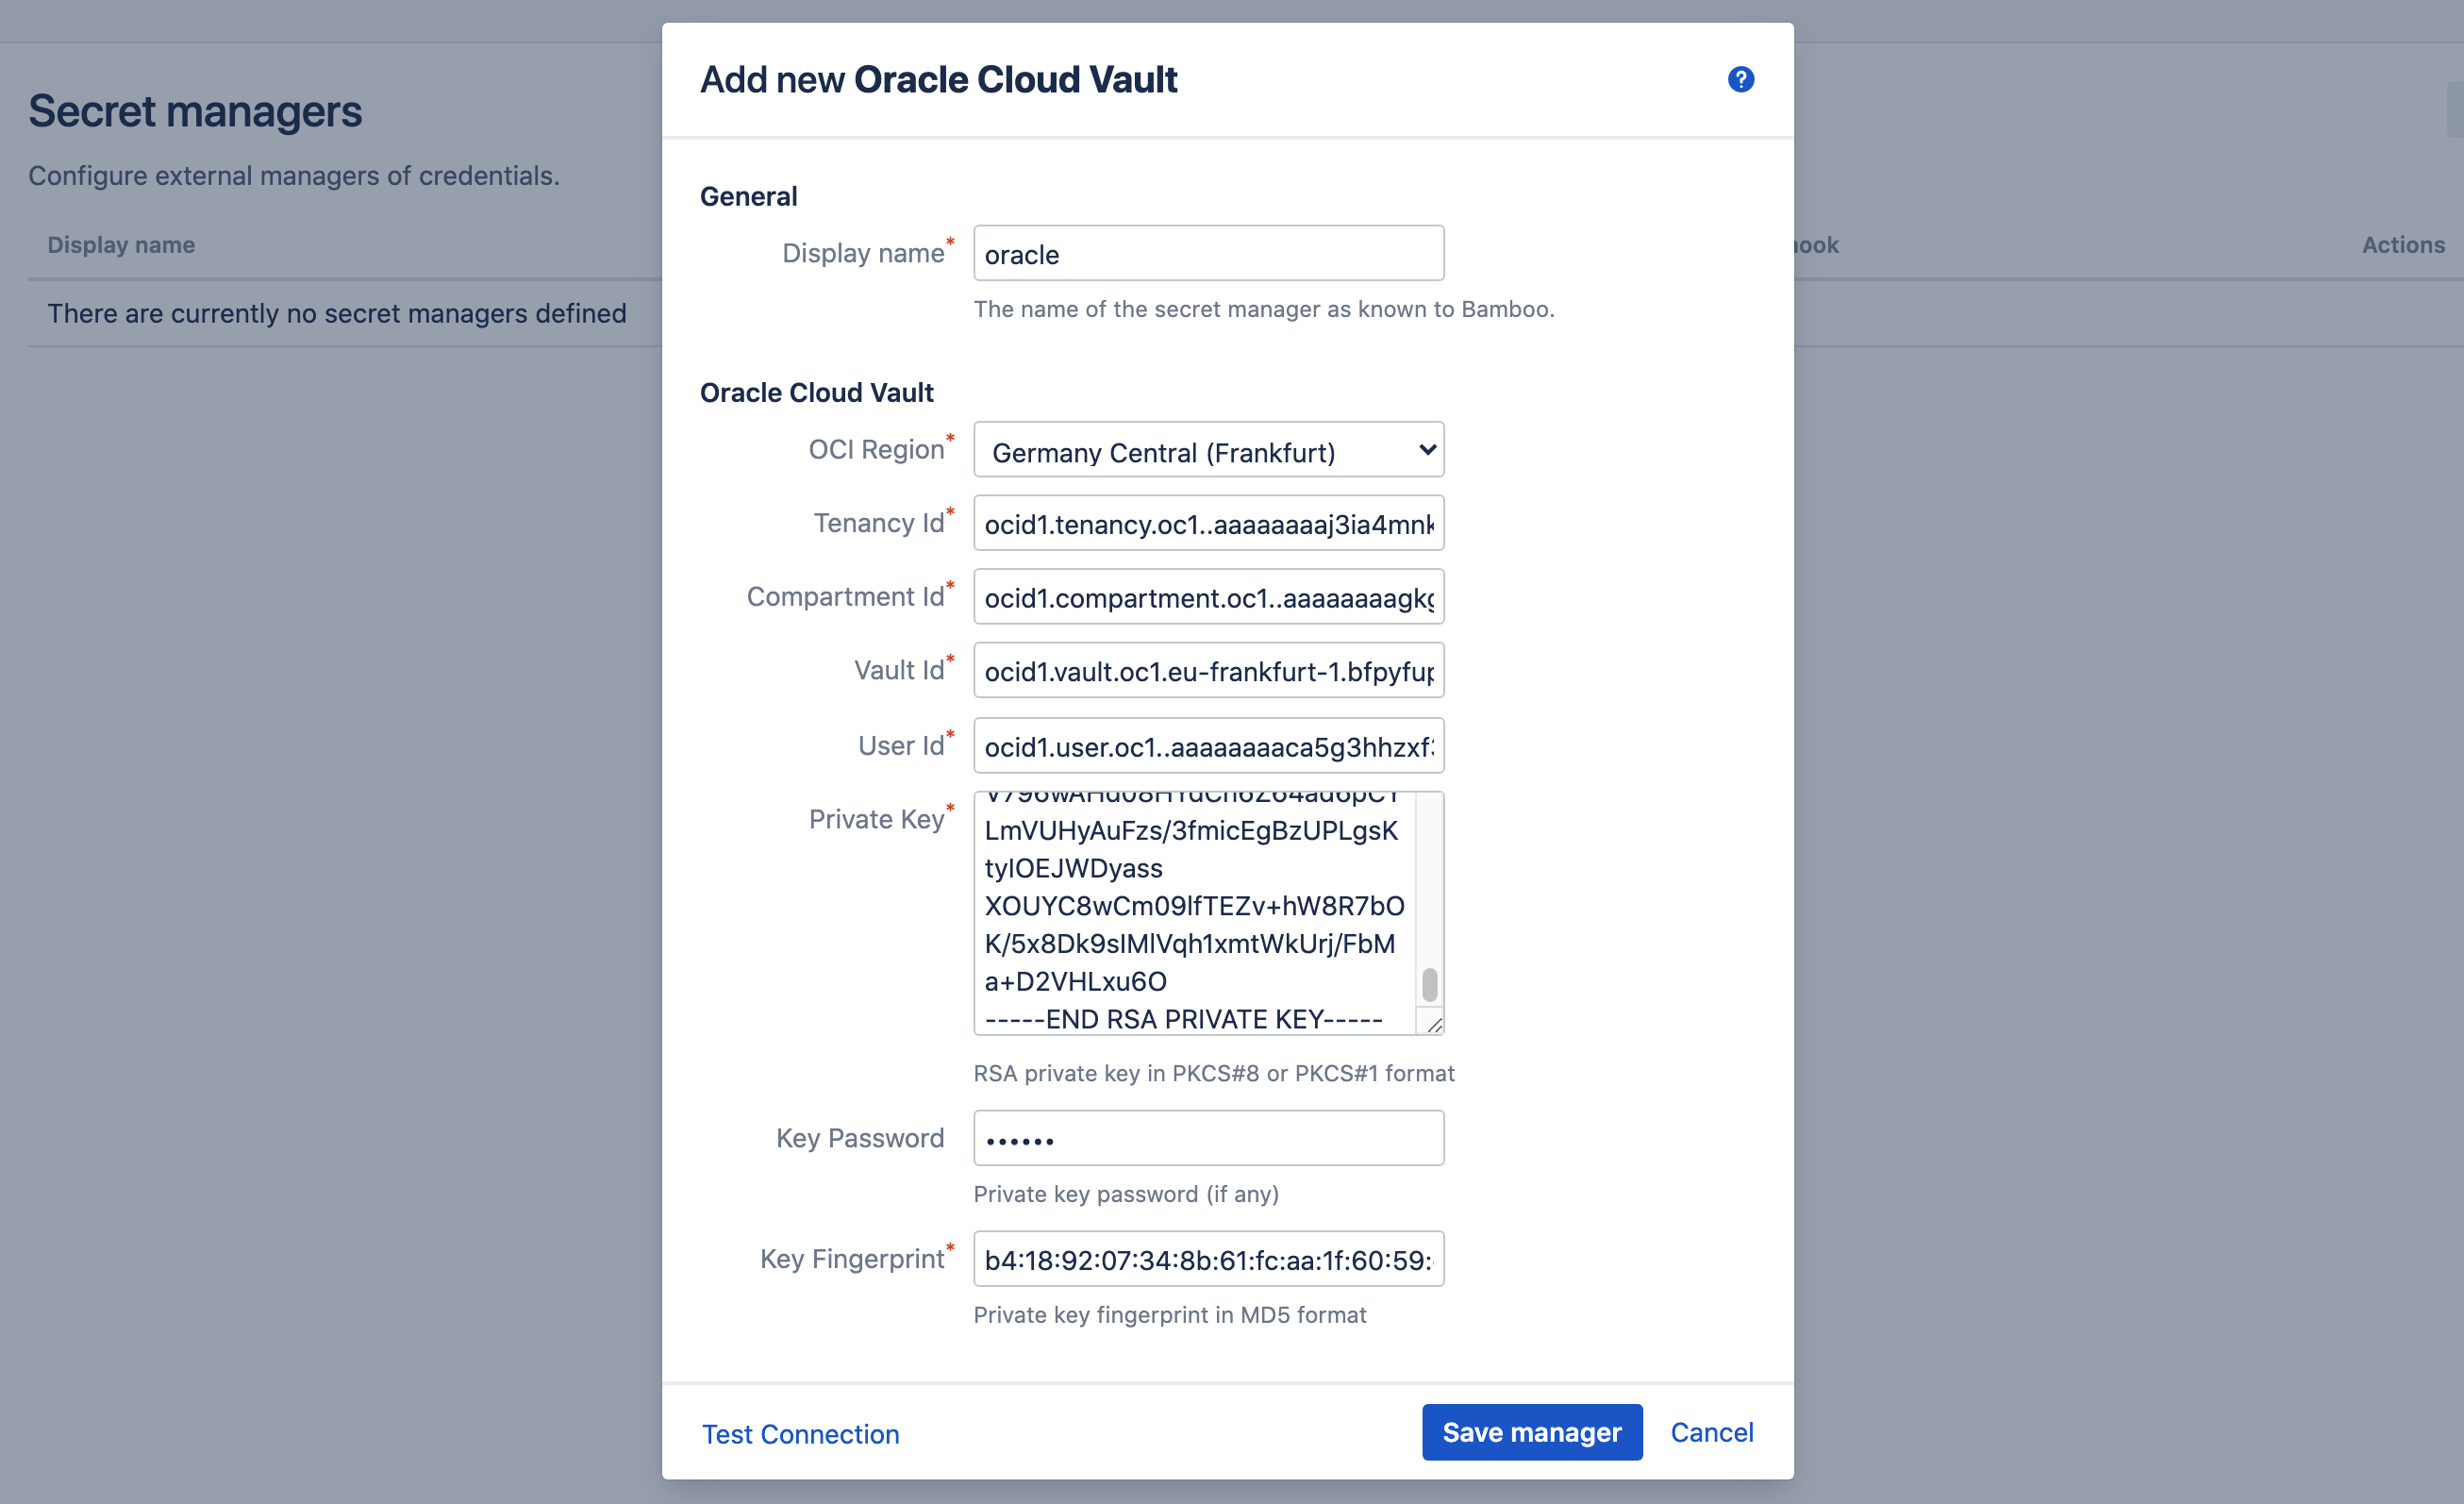 Add new Oracle Cloud Vault
Secret managers
Configure external managers of credentials.
Display name
Actions
There are currently no secret managers defined
General
Display name*
oracle
The name of the secret manager as known to Bamboo.
Oracle Cloud Vault
OCI Region*
Germany Central (Frankfurt)
Tenancy Id*
ocid1.tenancy.oc1..aaaaaaaaj3ia4mnk
Compartment Id*
ocid1.compartment.oc1..aaaaaaaagkg
Vault Id*
ocid1.vault.oc1.eu-frankfurt-1.bfpyfup
User Id*
ocid1.user.oc1..aaaaaaaaca5g3hhzxf
Private Key*
LmVUHyAuFzs/3fmicEgBzUPLgsK
tyIOEJWDyass
XOUYC8wCm09lfTEZv+hW8R7bO
K/5x8Dk9sIMlVqh1xmtWkUrj/FbM
a+D2VHLxu6O
-----END RSA PRIVATE KEY-----
RSA private key in PKCS#8 or PKCS#1 format
Key Password
••••••
Private key password (if any)
Key Fingerprint*
b4:18:92:07:34:8b:61:fc:aa:1f:60:59:
Private key fingerprint in MD5 format
Test Connection
Save manager
Cancel